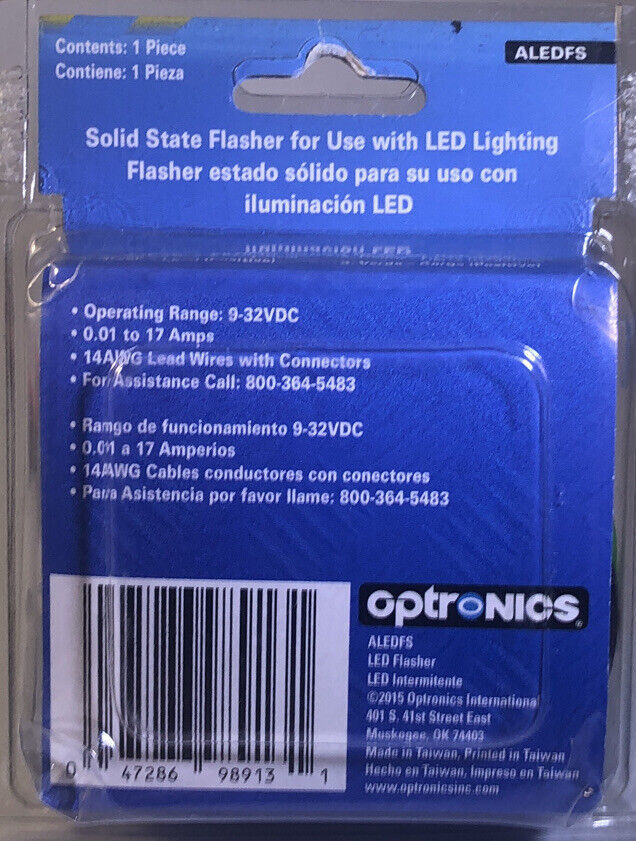 Contents: 1 Piece
Contiene: 1 Pieza
ALEDFS
Solid State Flasher for Use with LED Lighting
Flasher estado sólido para su uso con
iluminación LED
• Operating Range: 9-32VDC
• 0.01 to 17 Amps
• 14AWG Lead Wires with Connectors
• For Assistance Call: 800-364-5483
• Rango de funcionamiento 9-32VDC
• 0.01 a 17 Amperios
• 14AWG Cables conductores con conectores
• Para Asistencia por favor llame: 800-364-5483
optronics®
ALEDFS
LED Flasher
LED Intermitente
©2015 Optronics International
401 S. 41st Street East
Muskogee, OK 74403
Made in Taiwan, Printed in Taiwan
Hecho en Taiwan, Impreso en Taiwan
www.optronicsinc.com
0 47286 98913 1